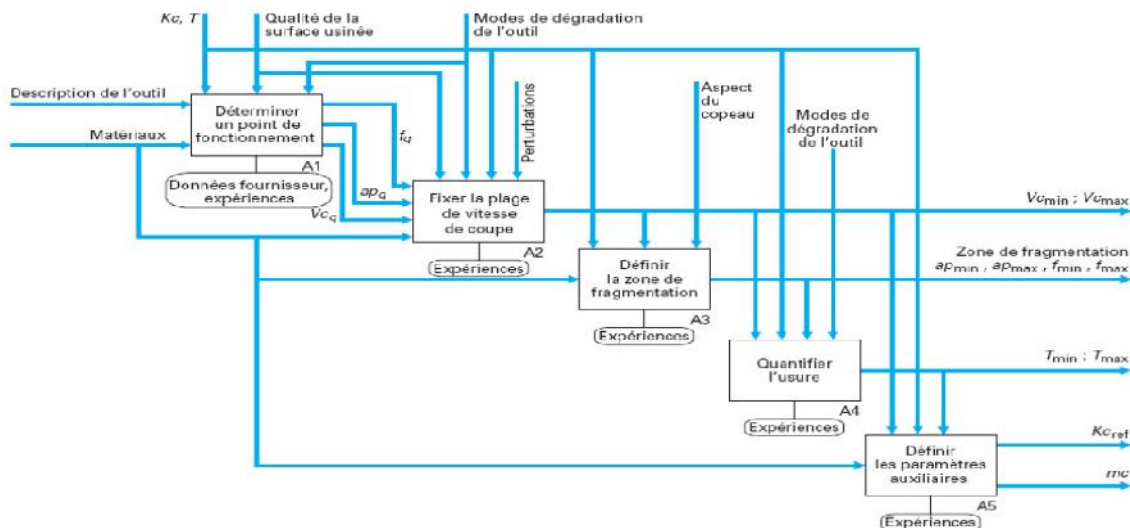 Kc, T
Qualité de la
surface usinée
Modes de dégradation
de l'outil
Description de l'outil
Matériaux
Déterminer
un point de
fonctionnement
A1
Données fournisseur,
expériences
fq
apq
Vcq
Perturbations
Fixer la plage
de vitesse
de coupe
A2
Expériences
Aspect
du
copeau
Modes de
dégradation
de l'outil
Vcmin ; Vcmax
Définir
la zone de
fragmentation
A3
Expériences
Zone de fragmentation
apmin , apmax , fmin , fmax
Quantifier
l'usure
A4
Expériences
Tmin ; Tmax
Définir
les paramètres
auxiliaires
A5
Expériences
Kcref
mc